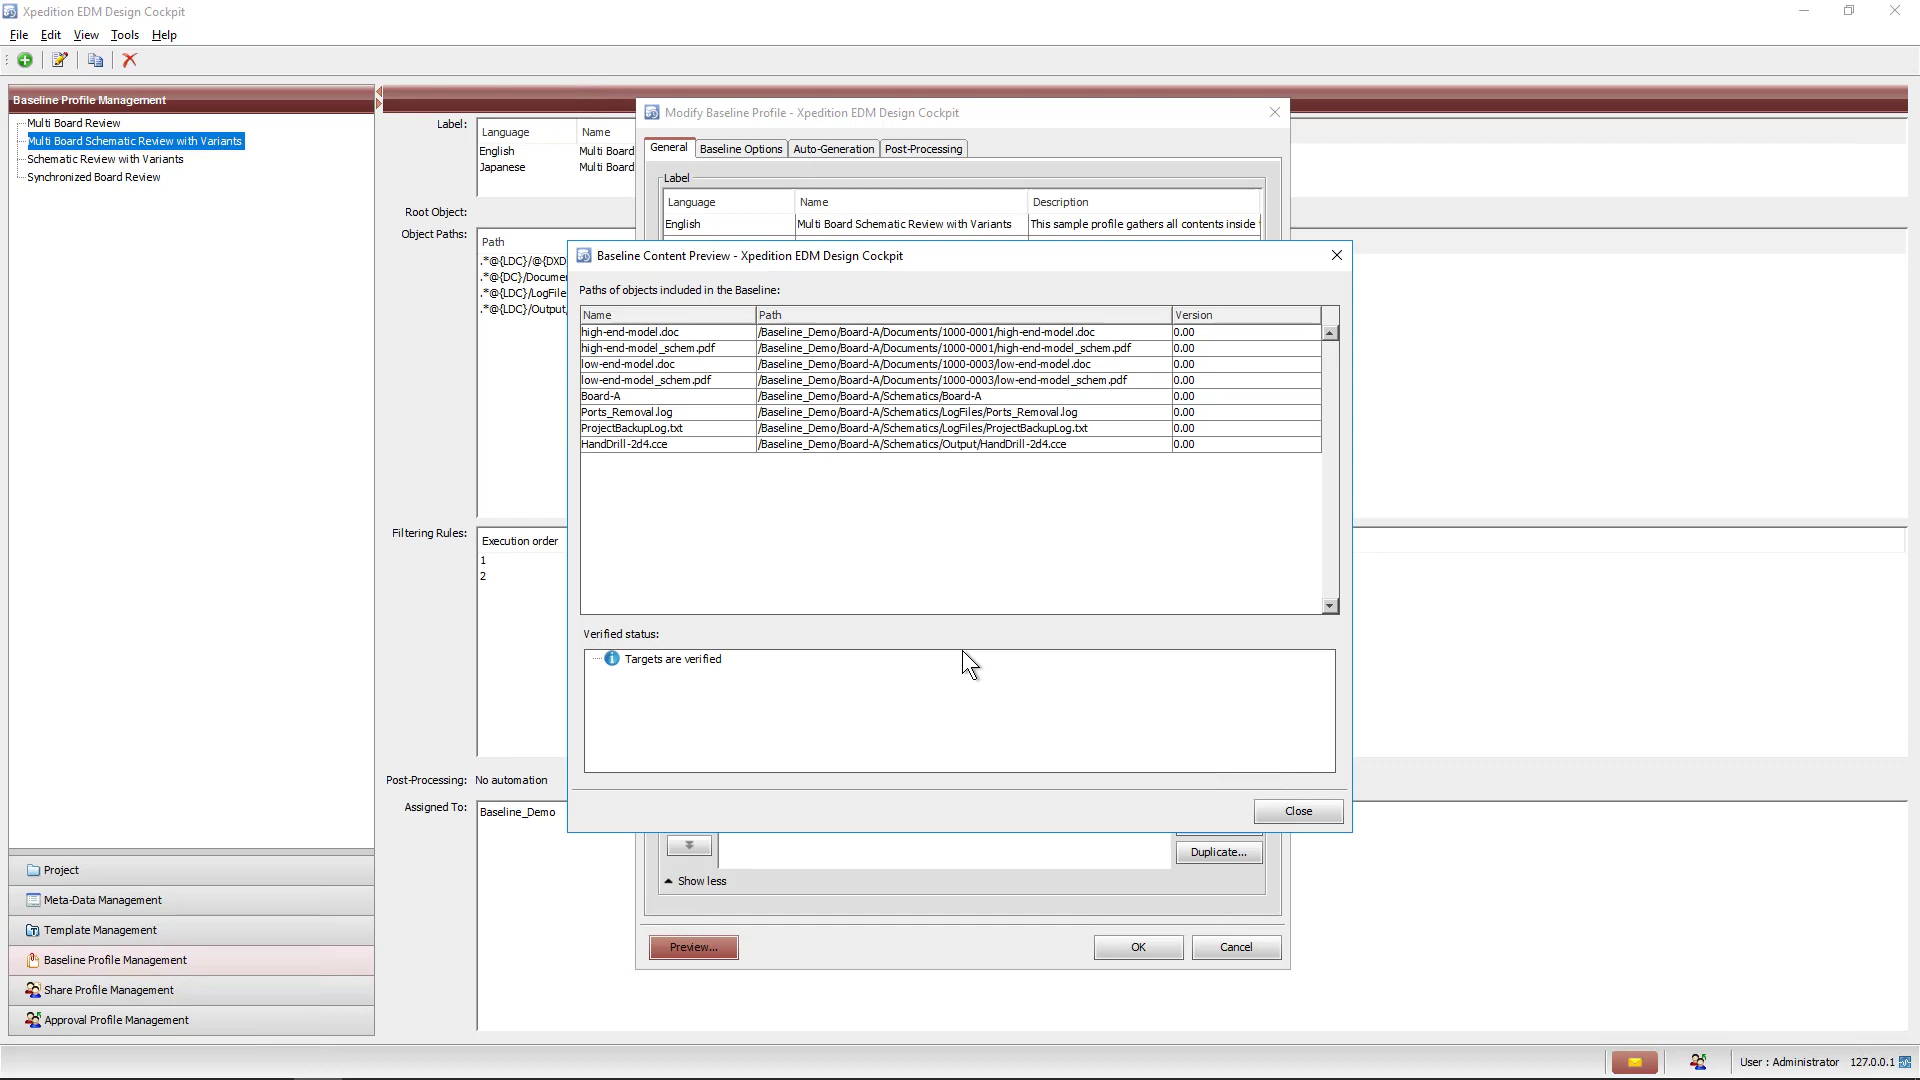 Xpedition EDM Design Cockpit
File Edit View Tools Help
Baseline Profile Management
Multi Board Review
Multi Board Schematic Review with Variants
Schematic Review with Variants
Synchronized Board Review
Project
Meta-Data Management
Template Management
Baseline Profile Management
Share Profile Management
Approval Profile Management
Label:
Language Name
English Multi Board
Japanese Multi Board
Root Object:
Object Paths:
Path
.*@{LDC}/@{DXD
.*@{DC}/Docume
.*@{LDC}/LogFile
.*@{LDC}/Output
Filtering Rules:
Execution order
1
2
Post-Processing: No automation
Assigned To: Baseline_Demo
Modify Baseline Profile - Xpedition EDM Design Cockpit
General Baseline Options Auto-Generation Post-Processing
Label
Language Name Description
English Multi Board Schematic Review with Variants This sample profile gathers all contents inside
Baseline Content Preview - Xpedition EDM Design Cockpit
Paths of objects included in the Baseline:
Name Path Version
high-end-model.doc /Baseline_Demo/Board-A/Documents/1000-0001/high-end-model.doc 0.00
high-end-model_schem.pdf /Baseline_Demo/Board-A/Documents/1000-0001/high-end-model_schem.pdf 0.00
low-end-model.doc /Baseline_Demo/Board-A/Documents/1000-0003/low-end-model.doc 0.00
low-end-model_schem.pdf /Baseline_Demo/Board-A/Documents/1000-0003/low-end-model_schem.pdf 0.00
Board-A /Baseline_Demo/Board-A/Schematics/Board-A 0.00
Ports_Removal.log /Baseline_Demo/Board-A/Schematics/LogFiles/Ports_Removal.log 0.00
ProjectBackupLog.txt /Baseline_Demo/Board-A/Schematics/LogFiles/ProjectBackupLog.txt 0.00
HandDrill-2d4.cce /Baseline_Demo/Board-A/Schematics/Output/HandDrill-2d4.cce 0.00
Verified status:
Targets are verified
Close
Duplicate...
Show less
Preview... OK Cancel
User : Administrator 127.0.0.1